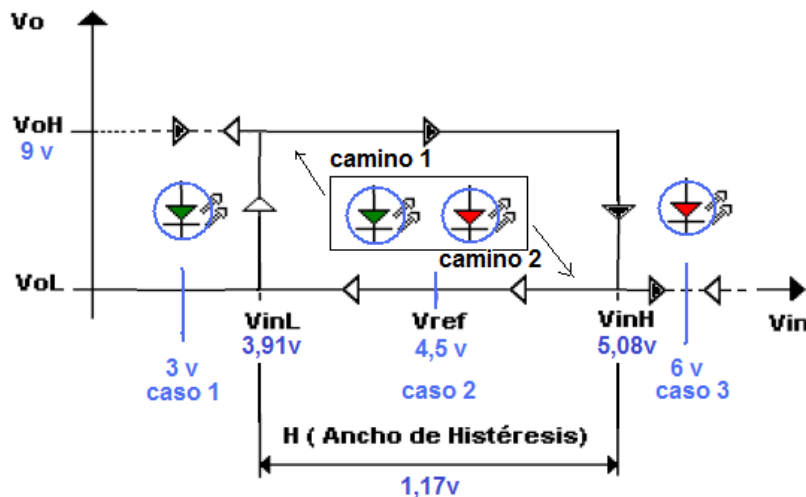 Vo
VoH
9 v
camino 1
camino 2
VoL
VinL
3,91v
Vref
4,5 v
VinH
5,08v
Vin
3 v
caso 1
caso 2
6 v
caso 3
H ( Ancho de Histéresis)
1,17v